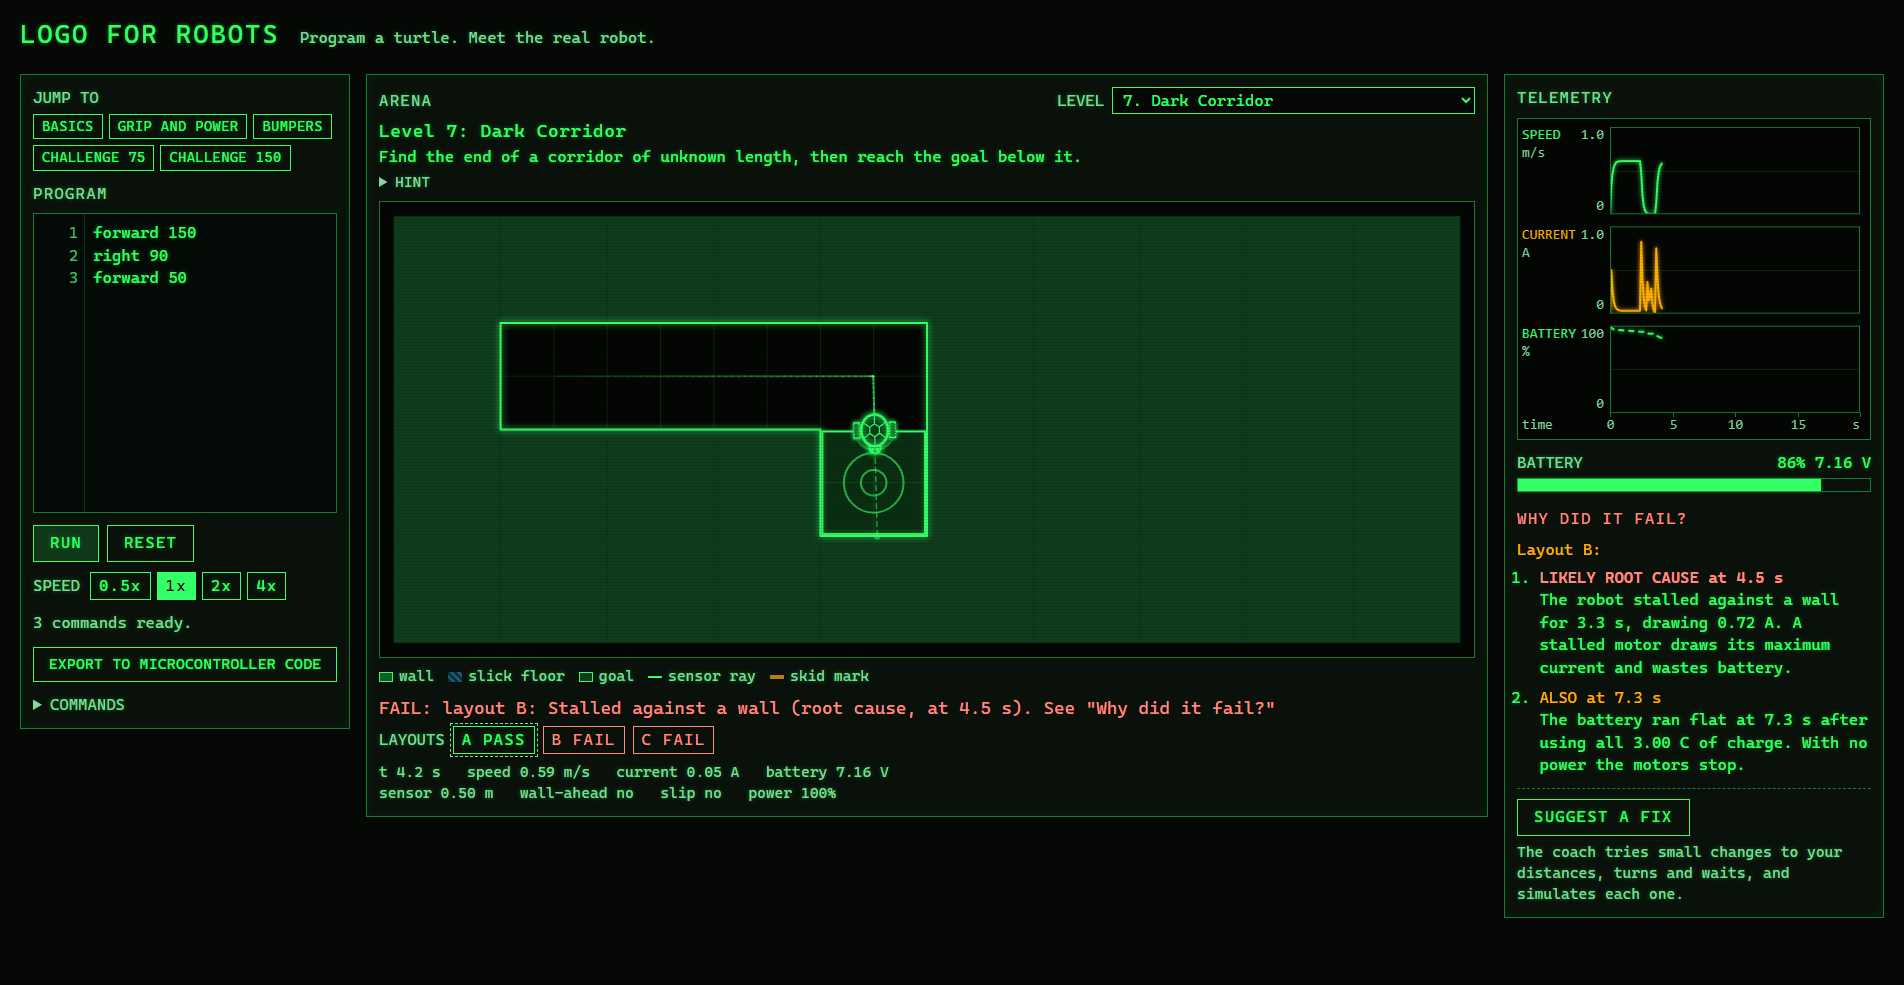 LOGO FOR ROBOTS Program a turtle. Meet the real robot.
JUMP TO
BASICS GRIP AND POWER BUMPERS
CHALLENGE 75 CHALLENGE 150
PROGRAM
1 forward 150
2 right 90
3 forward 50
RUN RESET
SPEED 0.5x 1x 2x 4x
3 commands ready.
EXPORT TO MICROCONTROLLER CODE
▶ COMMANDS
ARENA LEVEL 7. Dark Corridor
Level 7: Dark Corridor
Find the end of a corridor of unknown length, then reach the goal below it.
▶ HINT
wall slick floor goal sensor ray skid mark
FAIL: layout B: Stalled against a wall (root cause, at 4.5 s). See "Why did it fail?"
LAYOUTS A PASS B FAIL C FAIL
t 4.2 s speed 0.59 m/s current 0.05 A battery 7.16 V
sensor 0.50 m wall-ahead no slip no power 100%
TELEMETRY
SPEED 1.0
m/s
0
CURRENT 1.0
A
0
BATTERY 100
%
0
time 0 5 10 15 s
BATTERY 86% 7.16 V
WHY DID IT FAIL?
Layout B:
1. LIKELY ROOT CAUSE at 4.5 s
The robot stalled against a wall
for 3.3 s, drawing 0.72 A. A
stalled motor draws its maximum
current and wastes battery.
2. ALSO at 7.3 s
The battery ran flat at 7.3 s after
using all 3.00 C of charge. With no
power the motors stop.
SUGGEST A FIX
The coach tries small changes to your
distances, turns and waits, and
simulates each one.